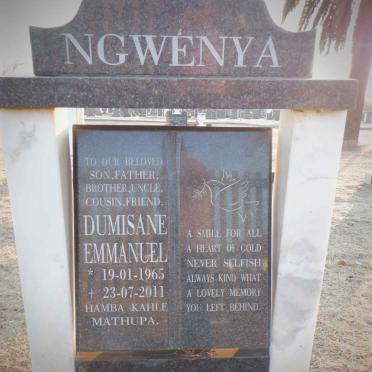 NGWENYA
TO OUR BELOVED
SON, FATHER,
BROTHER, UNCLE,
COUSIN, FRIEND.
DUMISANE
EMMANUEL
* 19-01-1965
+ 23-07-2011
HAMBA KAHLE
MATHUPA.
A SMILE FOR ALL
A HEART OF GOLD
NEVER SELFISH
ALWAYS KIND WHAT
A LOVELY MEMORY
YOU LEFT BEHIND.